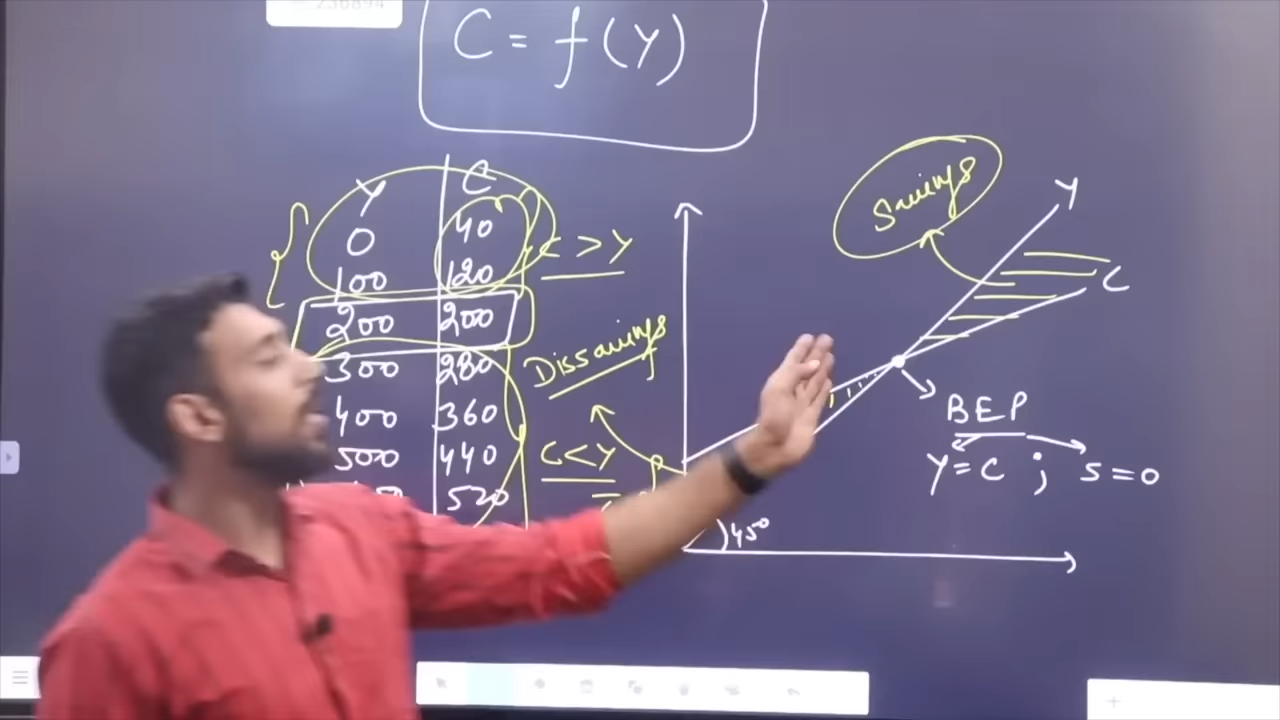 C = f(Y)
Y C
0 40
100 120
C > Y
200 200
300 280
Dissavings
400 360
500 440
C < Y
520
Savings
Y
C
BEP
Y = C ; S = 0
45°